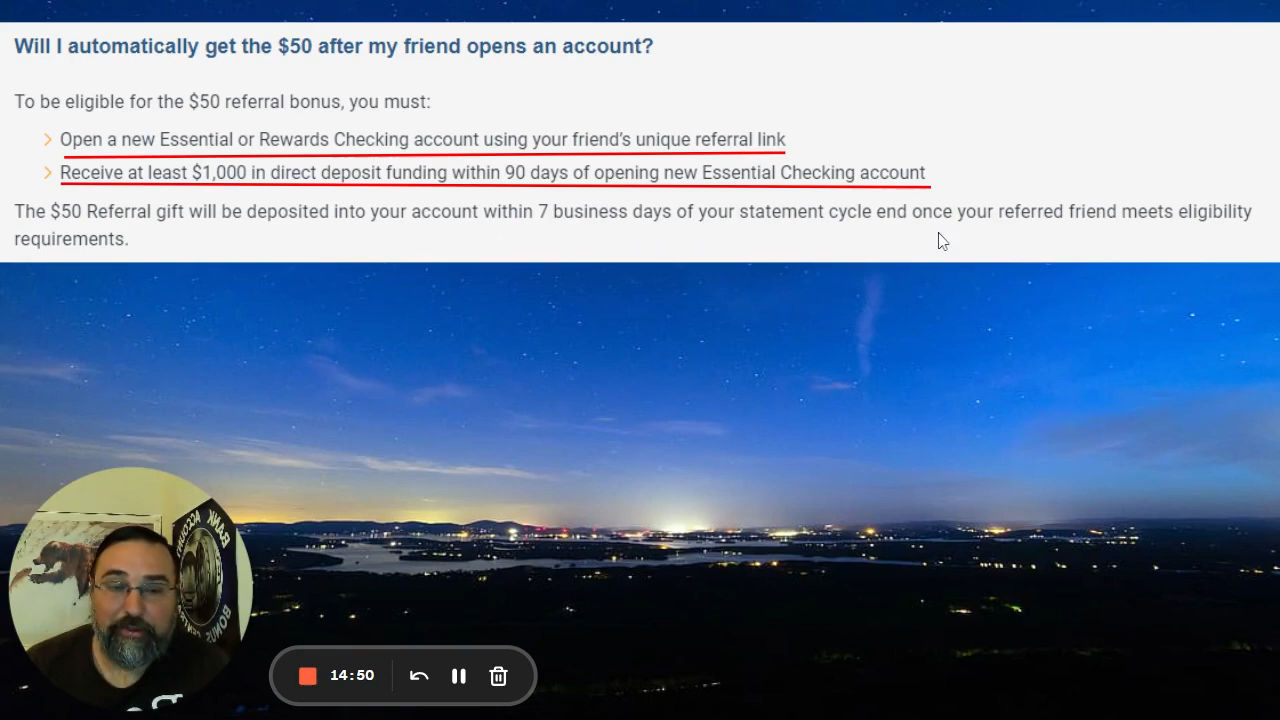 Will I automatically get the $50 after my friend opens an account?
To be eligible for the $50 referral bonus, you must:
Open a new Essential or Rewards Checking account using your friend's unique referral link
Receive at least $1,000 in direct deposit funding within 90 days of opening new Essential Checking account
The $50 Referral gift will be deposited into your account within 7 business days of your statement cycle end once your referred friend meets eligibility
requirements.
BANK
BONUS
14:50